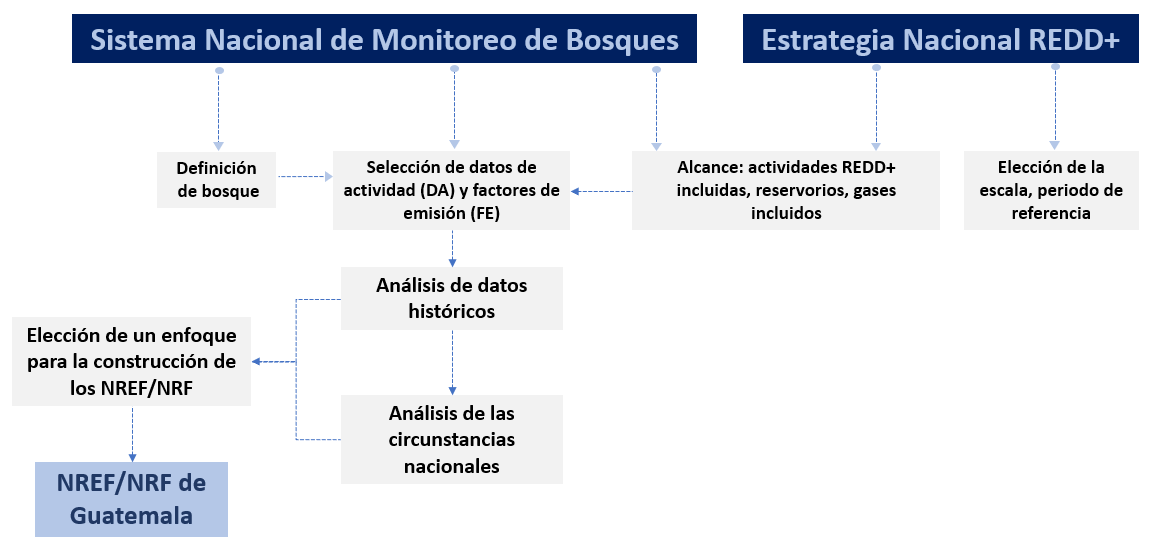 Sistema Nacional de Monitoreo de Bosques
Estrategia Nacional REDD+
Definición
de bosque
Selección de datos de
actividad (DA) y factores de
emisión (FE)
Alcance: actividades REDD+
incluidas, reservorios, gases
incluidos
Elección de la
escala, periodo de
referencia
Análisis de datos
históricos
Elección de un enfoque
para la construcción de
los NREF/NRF
Análisis de las
circunstancias
nacionales
NREF/NRF de
Guatemala